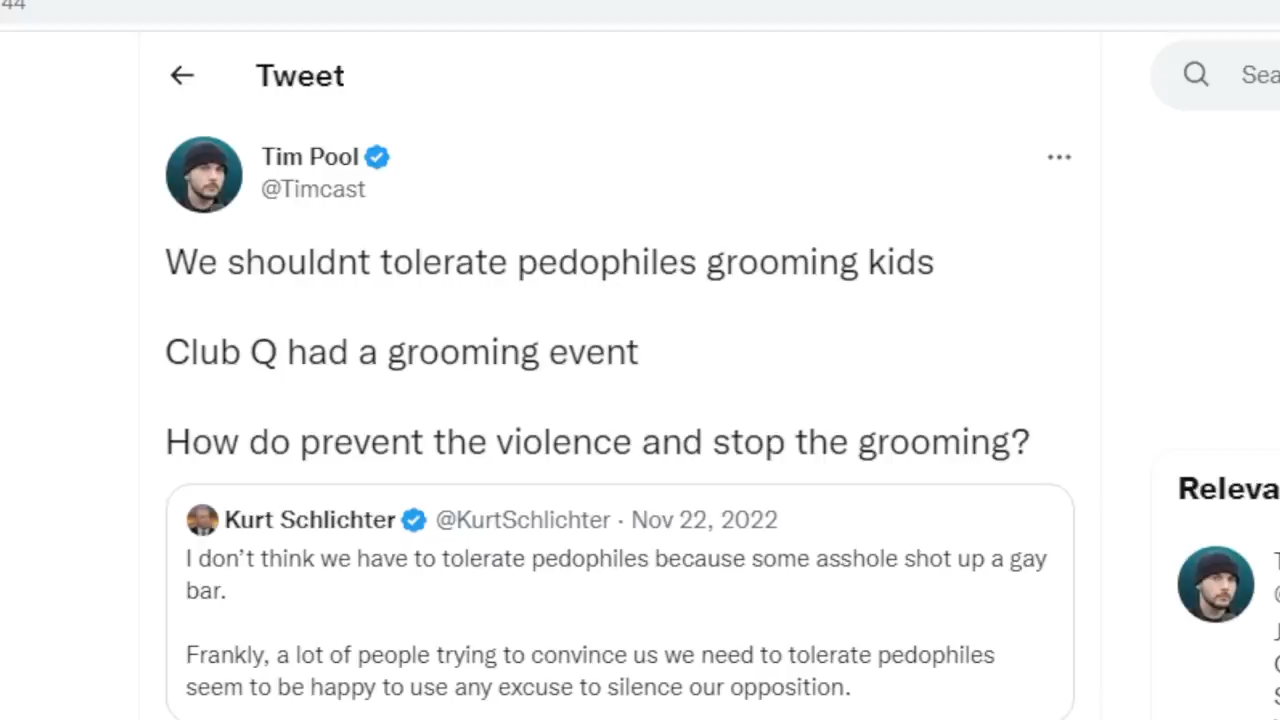 44
Tweet
Sea
Tim Pool
@Timcast
We shouldnt tolerate pedophiles grooming kids
Club Q had a grooming event
How do prevent the violence and stop the grooming?
Kurt Schlichter @KurtSchlichter · Nov 22, 2022
I don’t think we have to tolerate pedophiles because some asshole shot up a gay
bar.
Frankly, a lot of people trying to convince us we need to tolerate pedophiles
seem to be happy to use any excuse to silence our opposition.
Releva